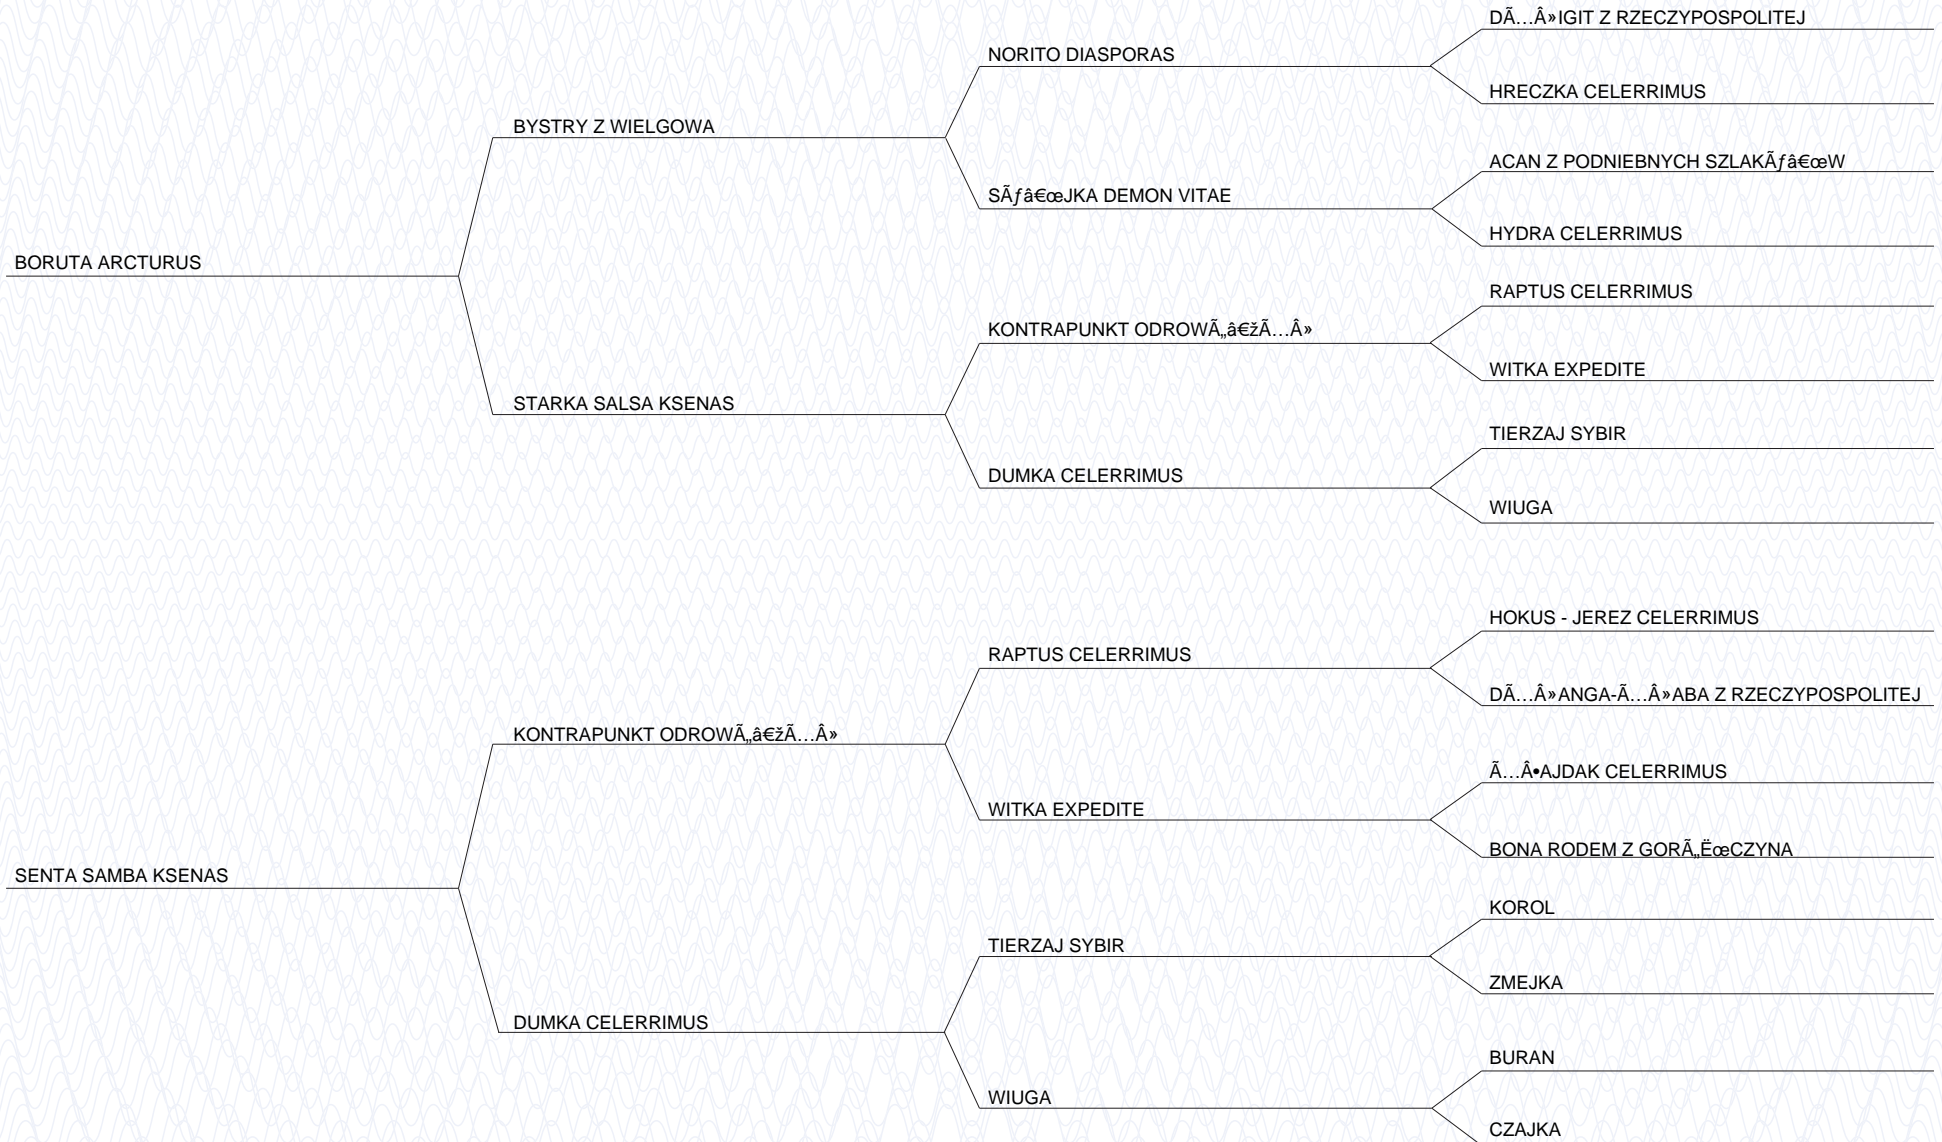 DÃ…Â»IGIT Z RZECZYPOSPOLITEJ
NORITO DIASPORAS
HRECZKA CELERRIMUS
BYSTRY Z WIELGOWA
ACAN Z PODNIEBNYCH SZLAKÃƒâ€œW
SÃƒâ€œJKA DEMON VITAE
HYDRA CELERRIMUS
BORUTA ARCTURUS
RAPTUS CELERRIMUS
KONTRAPUNKT ODROWÃ„â€žÃ…Â»
WITKA EXPEDITE
STARKA SALSA KSENAS
TIERZAJ SYBIR
DUMKA CELERRIMUS
WIUGA
HOKUS - JEREZ CELERRIMUS
RAPTUS CELERRIMUS
DÃ…Â»ANGA-Ã…Â»ABA Z RZECZYPOSPOLITEJ
KONTRAPUNKT ODROWÃ„â€žÃ…Â»
Ã…Â•AJDAK CELERRIMUS
WITKA EXPEDITE
BONA RODEM Z GORÃ„ËœCZYNA
SENTA SAMBA KSENAS
KOROL
TIERZAJ SYBIR
ZMEJKA
DUMKA CELERRIMUS
BURAN
WIUGA
CZAJKA